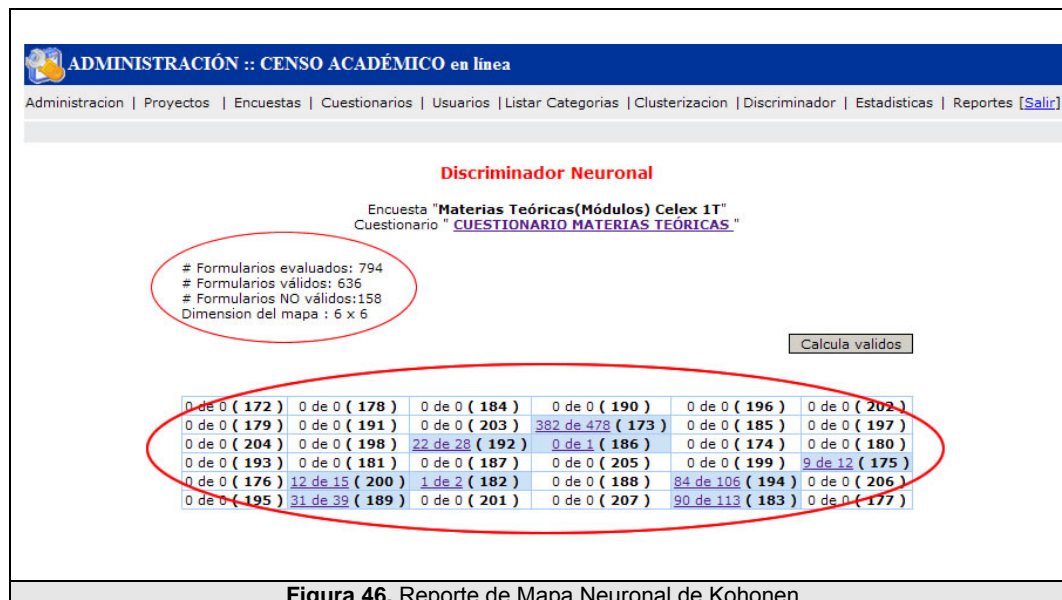 ADMINISTRACIÓN :: CENSO ACADÉMICO en línea
Administracion | Proyectos | Encuestas | Cuestionarios | Usuarios |Listar Categorias |Clusterizacion |Discriminador | Estadisticas | Reportes [Salir]
Discriminador Neuronal
Encuesta "Materias Teóricas(Módulos) Celex 1T"
Cuestionario " CUESTIONARIO MATERIAS TEÓRICAS "
# Formularios evaluados: 794
# Formularios válidos: 636
# Formularios NO válidos:158
Dimension del mapa : 6 x 6
Calcula validos
0 de 0 ( 172 ) 0 de 0 ( 178 ) 0 de 0 ( 184 ) 0 de 0 ( 190 ) 0 de 0 ( 196 ) 0 de 0 ( 202 )
0 de 0 ( 179 ) 0 de 0 ( 191 ) 0 de 0 ( 203 ) 382 de 478 ( 173 ) 0 de 0 ( 185 ) 0 de 0 ( 197 )
0 de 0 ( 204 ) 0 de 0 ( 198 ) 22 de 28 ( 192 ) 0 de 1 ( 186 ) 0 de 0 ( 174 ) 0 de 0 ( 180 )
0 de 0 ( 193 ) 0 de 0 ( 181 ) 0 de 0 ( 187 ) 0 de 0 ( 205 ) 0 de 0 ( 199 ) 9 de 12 ( 175 )
0 de 0 ( 176 ) 12 de 15 ( 200 ) 1 de 2 ( 182 ) 0 de 0 ( 188 ) 84 de 106 ( 194 ) 0 de 0 ( 206 )
0 de 0 ( 195 ) 31 de 39 ( 189 ) 0 de 0 ( 201 ) 0 de 0 ( 207 ) 90 de 113 ( 183 ) 0 de 0 ( 177 )
Figura 46. Reporte de Mapa Neuronal de Kohonen